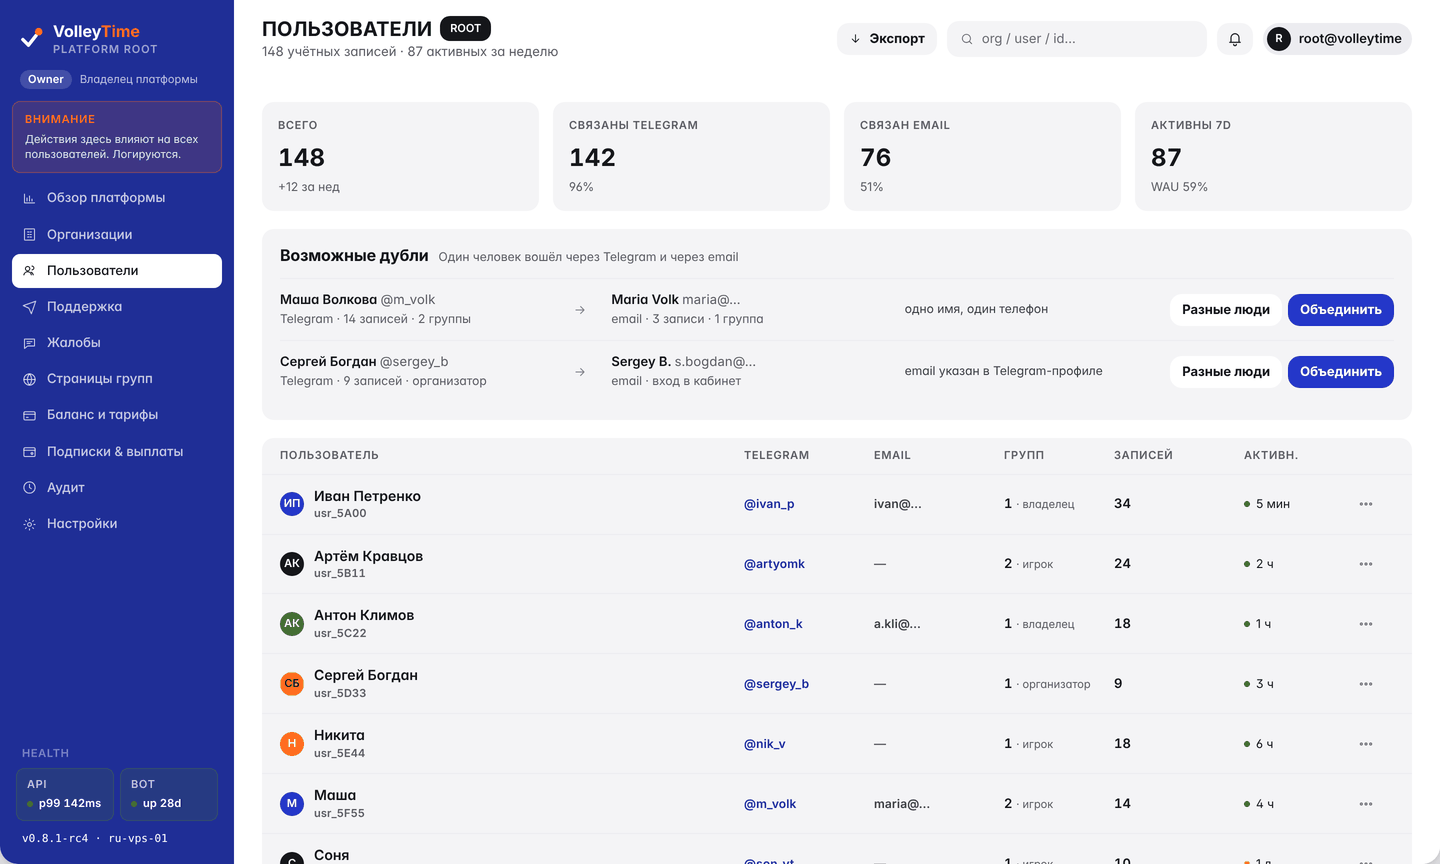 VolleyTime
PLATFORM ROOT
Owner Владелец платформы
ВНИМАНИЕ
Действия здесь влияют на всех
пользователей. Логируются.
Обзор платформы
Организации
Пользователи
Поддержка
Жалобы
Страницы групп
Баланс и тарифы
Подписки & выплаты
Аудит
Настройки
HEALTH
API
p99 142ms
BOT
up 28d
v0.8.1-rc4 · ru-vps-01
ПОЛЬЗОВАТЕЛИ ROOT
148 учётных записей · 87 активных за неделю
Экспорт
org / user / id...
R root@volleytime
ВСЕГО
148
+12 за нед
СВЯЗАНЫ TELEGRAM
142
96%
СВЯЗАН EMAIL
76
51%
АКТИВНЫ 7D
87
WAU 59%
Возможные дубли Один человек вошёл через Telegram и через email
Маша Волкова @m_volk
Telegram · 14 записей · 2 группы
→
Maria Volk maria@...
email · 3 записи · 1 группа
одно имя, один телефон
Разные люди Объединить
Сергей Богдан @sergey_b
Telegram · 9 записей · организатор
→
Sergey B. s.bogdan@...
email · вход в кабинет
email указан в Telegram-профиле
Разные люди Объединить
ПОЛЬЗОВАТЕЛЬ TELEGRAM EMAIL ГРУПП ЗАПИСЕЙ АКТИВН.
ИП Иван Петренко @ivan_p ivan@... 1 · владелец 34 5 мин
usr_5A00
АК Артём Кравцов @artyomk — 2 · игрок 24 2 ч
usr_5B11
АК Антон Климов @anton_k a.kli@... 1 · владелец 18 1 ч
usr_5C22
СБ Сергей Богдан @sergey_b — 1 · организатор 9 3 ч
usr_5D33
Н Никита @nik_v — 1 · игрок 18 6 ч
usr_5E44
М Маша @m_volk maria@... 2 · игрок 14 4 ч
usr_5F55
Соня